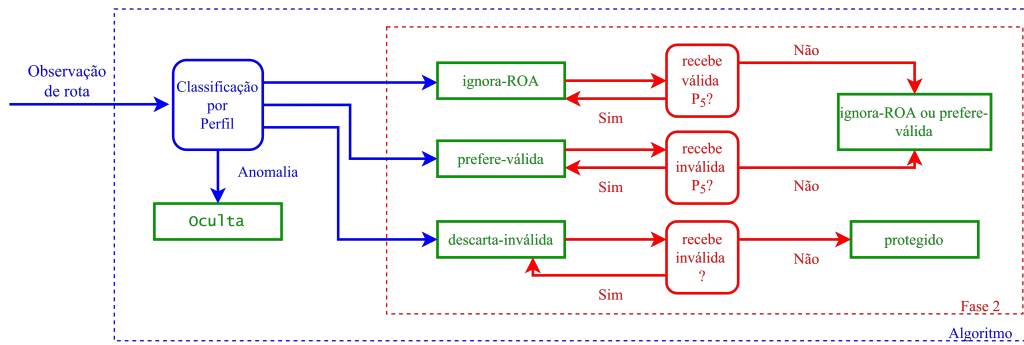 Observação
de rota
Classificação
por
Perfil
Anomalia
Oculta
ignora-ROA
recebe
válida
P5?
Não
Sim
ignora-ROA ou prefere-
válida
prefere-válida
recebe
inválida
P5?
Sim
Não
descarta-inválida
recebe
inválida
?
Não
Sim
protegido
Fase 2
Algoritmo